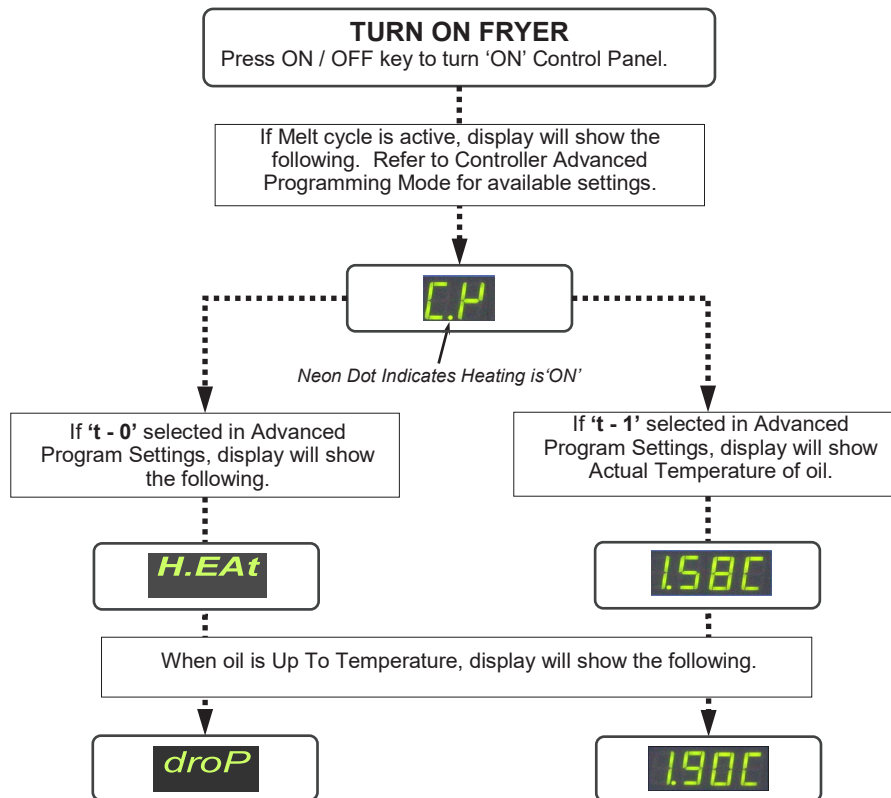 TURN ON FRYER
Press ON / OFF key to turn ‘ON’ Control Panel.
If Melt cycle is active, display will show the
following.  Refer to Controller Advanced
Programming Mode for available settings.
C.Y
Neon Dot Indicates Heating is‘ON’
If ‘t - 0’ selected in Advanced
Program Settings, display will show
the following.
If ‘t - 1’ selected in Advanced
Program Settings, display will show
Actual Temperature of oil.
H.EAt
1.58C
When oil is Up To Temperature, display will show the following.
droP
1.90C